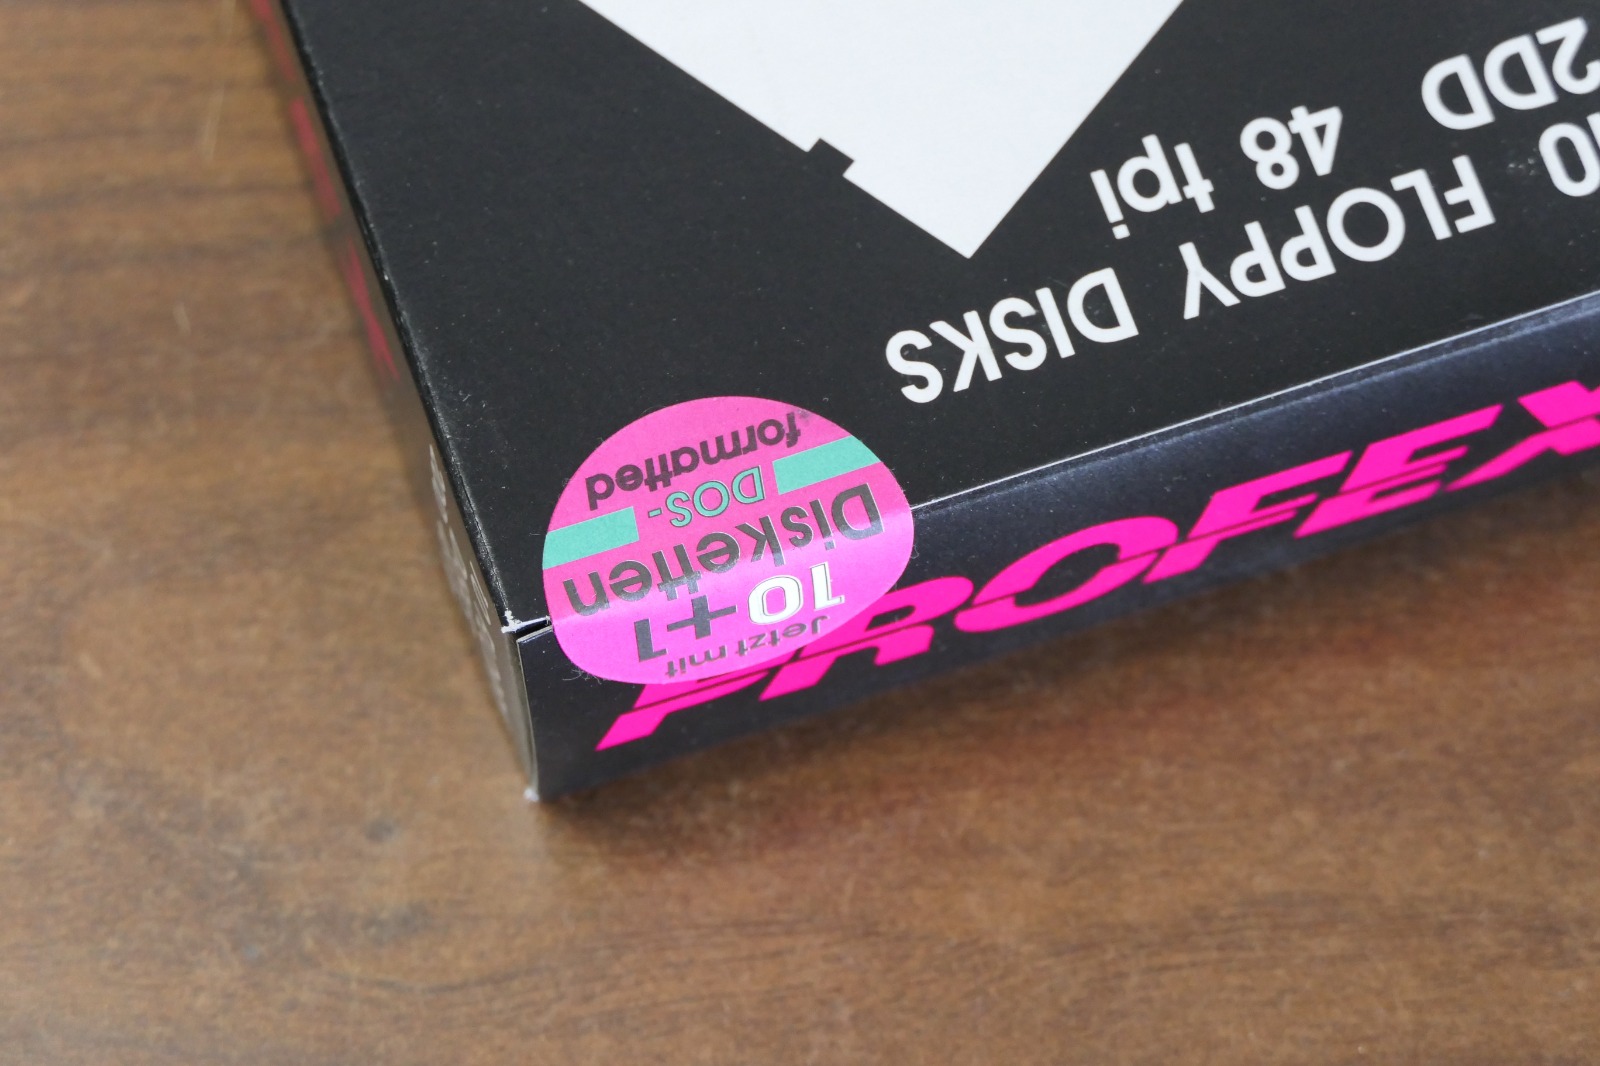 10 FLOPPY DISKS
2DD 48 tpi
Jetzt mit
10+1
Disketten
DOS-
formatted
PROFEX